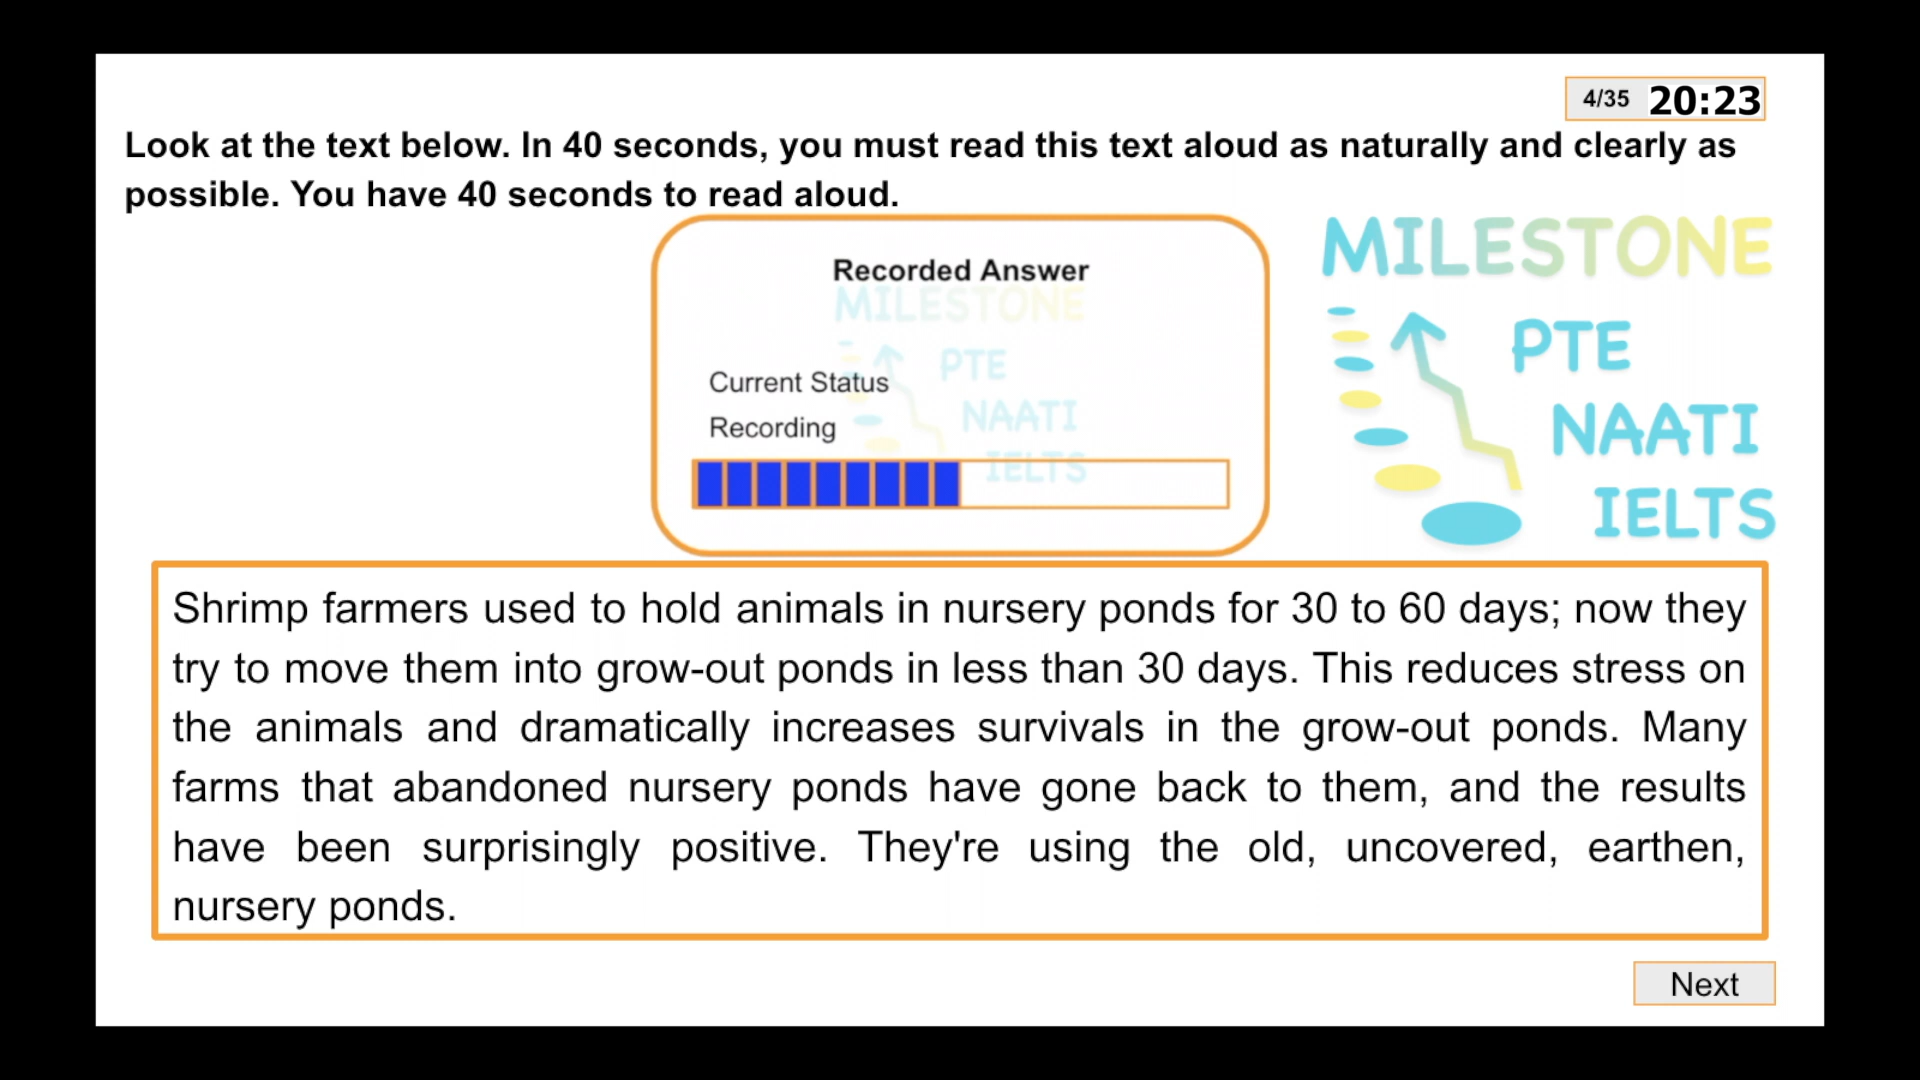 4/35 20:23
Look at the text below. In 40 seconds, you must read this text aloud as naturally and clearly as
possible. You have 40 seconds to read aloud.
Recorded Answer
MILESTONE
PTE
NAATI
IELTS
Current Status
Recording
MILESTONE
PTE
NAATI
IELTS
Shrimp farmers used to hold animals in nursery ponds for 30 to 60 days; now they
try to move them into grow-out ponds in less than 30 days. This reduces stress on
the animals and dramatically increases survivals in the grow-out ponds. Many
farms that abandoned nursery ponds have gone back to them, and the results
have been surprisingly positive. They're using the old, uncovered, earthen,
nursery ponds.
Next